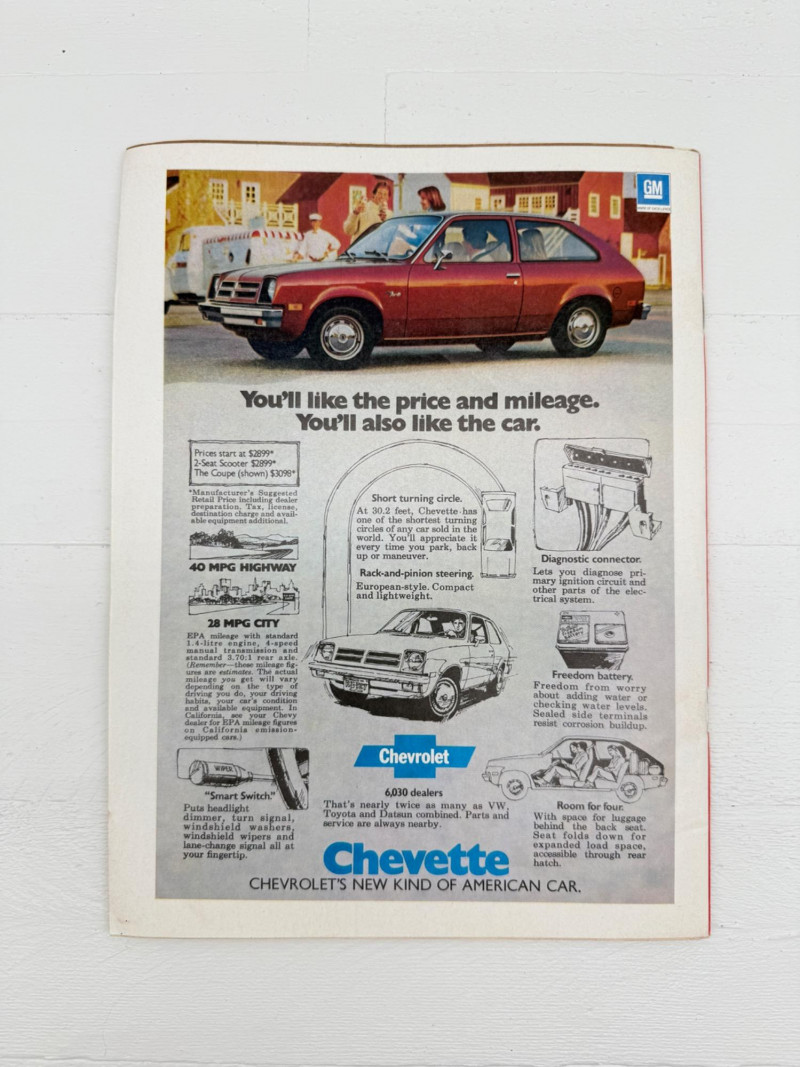 GM
You'll like the price and mileage.
You'll also like the car.
Prices start at $2899*
2-Seat Scooter $2899*
The Coupe (shown) $3098*
*Manufacturer's Suggested
Retail Price including dealer
preparation. Tax, license,
destination charge and avail-
able equipment additional.
40 MPG HIGHWAY
28 MPG CITY
EPA mileage with standard
1.4-litre engine, 4-speed
manual transmission and
standard 3.70:1 rear axle.
(Remember—these mileage fig-
ures are estimates. The actual
mileage you get will vary
depending on the type of
driving you do, your driving
habits, your car's condition
and available equipment. In
California, see your Chevy
dealer for EPA mileage figures
on California emission-
equipped cars.)
WIPER
"Smart Switch."
Puts headlight
dimmer, turn signal,
windshield washers,
windshield wipers and
lane-change signal all at
your fingertip.
Short turning circle.
At 30.2 feet, Chevette has
one of the shortest turning
circles of any car sold in the
world. You'll appreciate it
every time you park, back
up or maneuver.
Rack-and-pinion steering.
European-style. Compact
and lightweight.
Chevrolet
6,030 dealers
That's nearly twice as many as VW,
Toyota and Datsun combined. Parts and
service are always nearby.
Diagnostic connector.
Lets you diagnose pri-
mary ignition circuit and
other parts of the elec-
trical system.
Freedom battery.
Freedom from worry
about adding water or
checking water levels.
Sealed side terminals
resist corrosion buildup.
Room for four.
With space for luggage
behind the back seat.
Seat folds down for
expanded load space,
accessible through rear
hatch.
Chevette
CHEVROLET'S NEW KIND OF AMERICAN CAR.